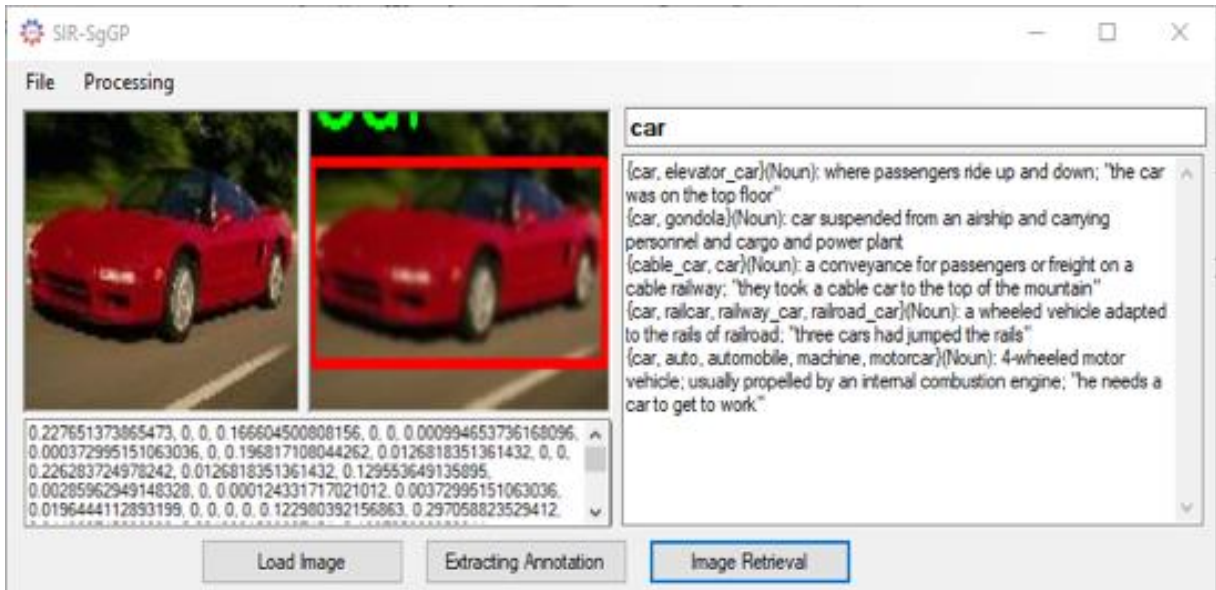 SIR-SgGP
File Processing
car
car
{car, elevator_car}(Noun): where passengers ride up and down; "the car
was on the top floor"
{car, gondola}(Noun): car suspended from an airship and carrying
personnel and cargo and power plant
{cable_car, car}(Noun): a conveyance for passengers or freight on a
cable railway; "they took a cable car to the top of the mountain"
{car, railcar, railway_car, railroad_car}(Noun): a wheeled vehicle adapted
to the rails of railroad; "three cars had jumped the rails"
{car, auto, automobile, machine, motorcar}(Noun): 4-wheeled motor
vehicle; usually propelled by an internal combustion engine; "he needs a
car to get to work"
0.227651373865473, 0, 0, 0.166604500808156, 0, 0, 0.000994653736168096,
0.000372995151063036, 0, 0.196817108044262, 0.0126818351361432, 0, 0,
0.226283724978242, 0.0126818351361432, 0.129553649135895,
0.00285962949148328, 0, 0.000124331717021012, 0.00372995151063036,
0.0196444112893199, 0, 0, 0, 0, 0.122980392156863, 0.297058823529412,
Load Image
Extracting Annotation
Image Retrieval